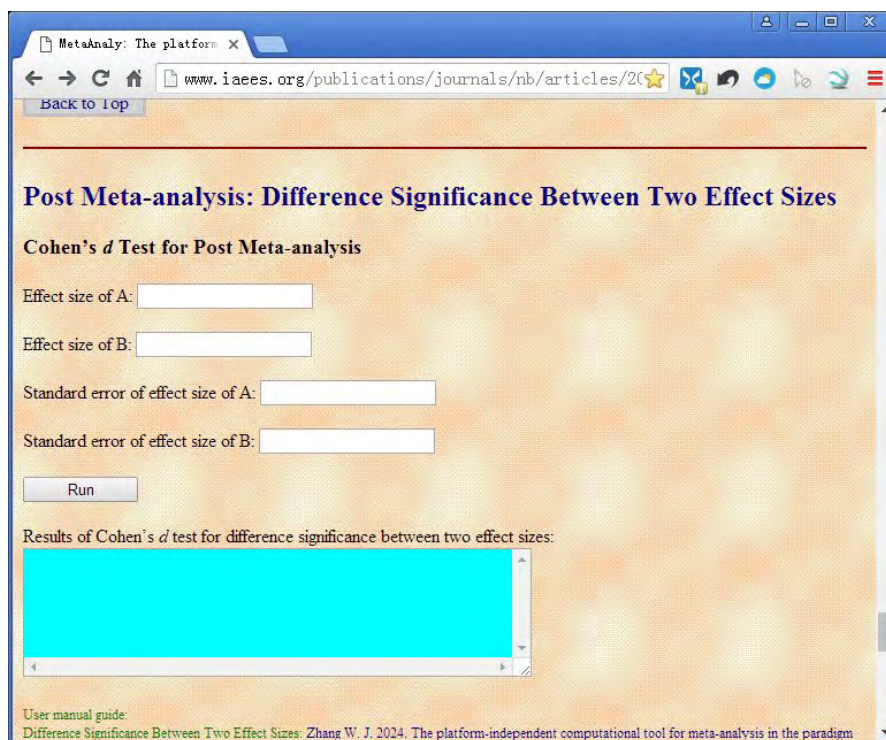 MetaAnaly: The platform
www.iaees.org/publications/journals/nb/articles/20
Back to Top
Post Meta-analysis: Difference Significance Between Two Effect Sizes
Cohen's d Test for Post Meta-analysis
Effect size of A:
Effect size of B:
Standard error of effect size of A:
Standard error of effect size of B:
Run
Results of Cohen's d test for difference significance between two effect sizes:
User manual guide:
Difference Significance Between Two Effect Sizes: Zhang W. J. 2024. The platform-independent computational tool for meta-analysis in the paradigm